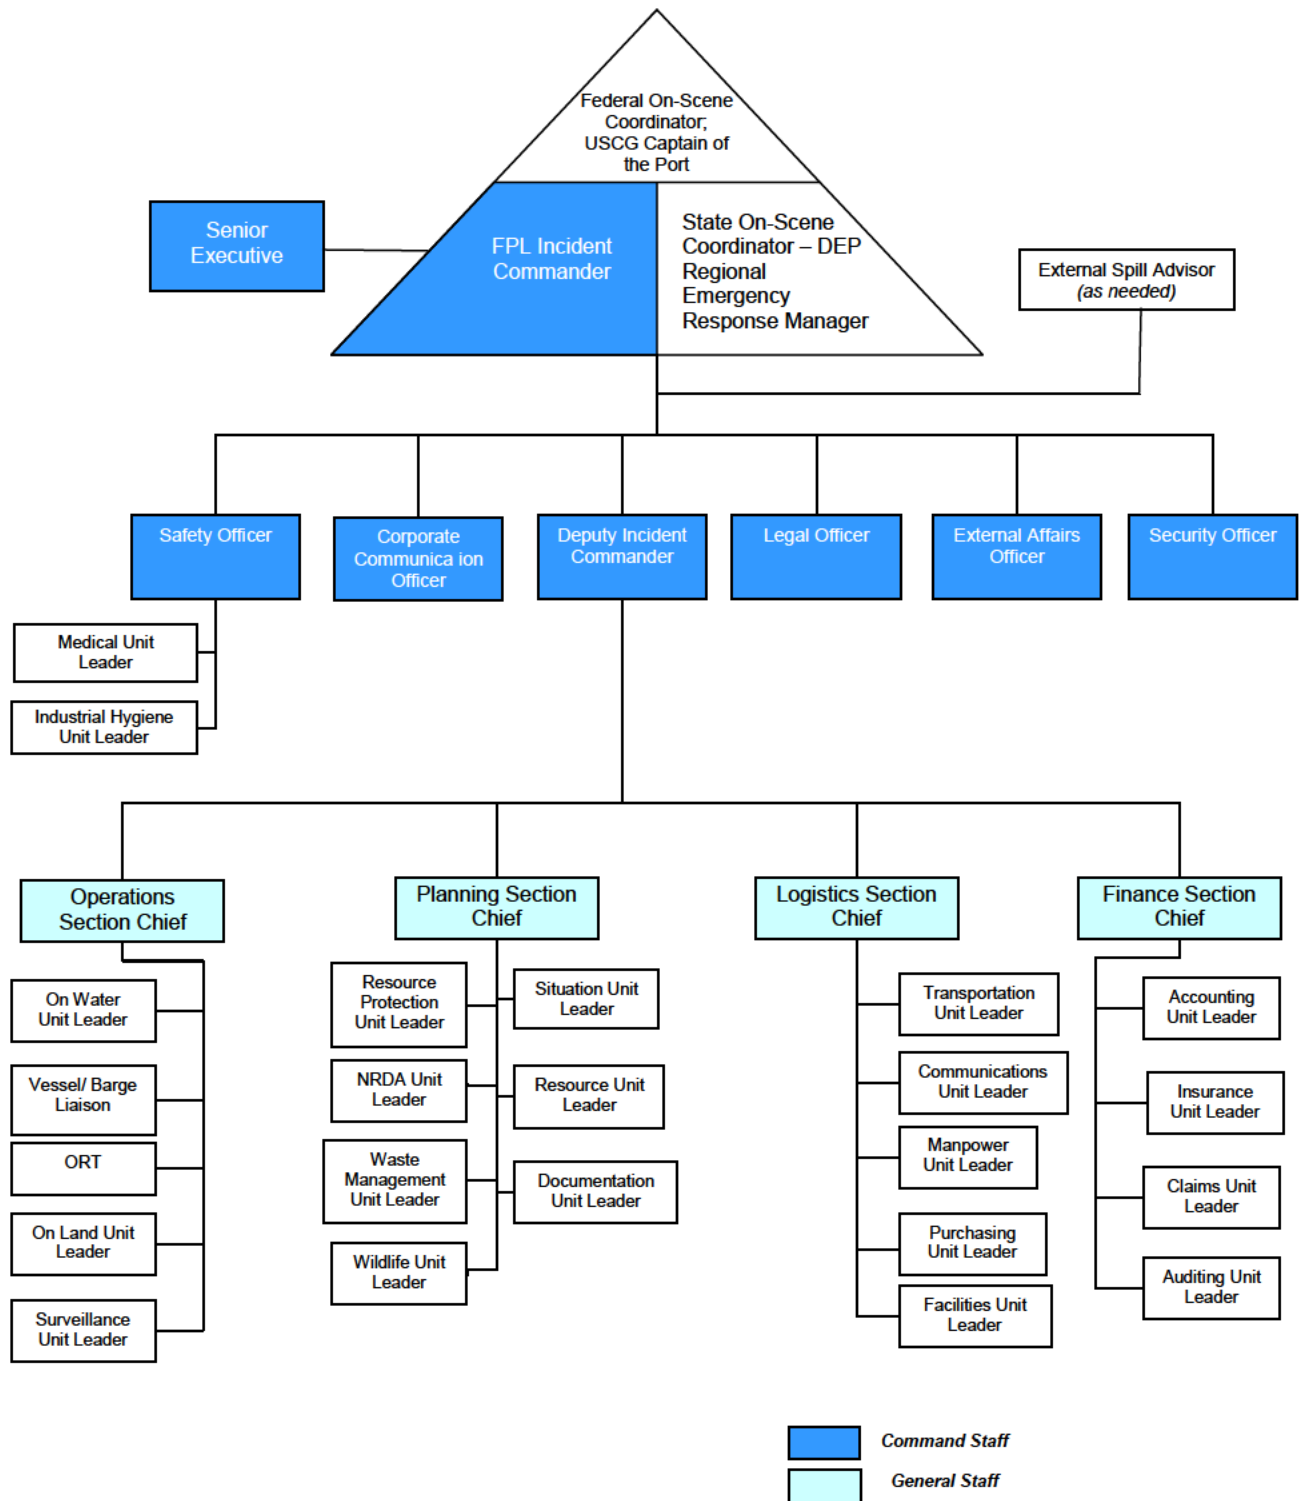 Federal On-Scene
Coordinator;
USCG Captain of
the Port
Senior
Executive
FPL Incident
Commander
State On-Scene
Coordinator – DEP
Regional
Emergency
Response Manager
External Spill Advisor
(as needed)
Safety Officer
Corporate
Communica ion
Officer
Deputy Incident
Commander
Legal Officer
External Affairs
Officer
Security Officer
Medical Unit
Leader
Industrial Hygiene
Unit Leader
Operations
Section Chief
Planning Section
Chief
Logistics Section
Chief
Finance Section
Chief
On Water
Unit Leader
Vessel/ Barge
Liaison
ORT
On Land Unit
Leader
Surveillance
Unit Leader
Resource
Protection
Unit Leader
NRDA Unit
Leader
Waste
Management
Unit Leader
Wildlife Unit
Leader
Situation Unit
Leader
Resource Unit
Leader
Documentation
Unit Leader
Transportation
Unit Leader
Communications
Unit Leader
Manpower
Unit Leader
Purchasing
Unit Leader
Facilities Unit
Leader
Accounting
Unit Leader
Insurance
Unit Leader
Claims Unit
Leader
Auditing Unit
Leader
Command Staff
General Staff